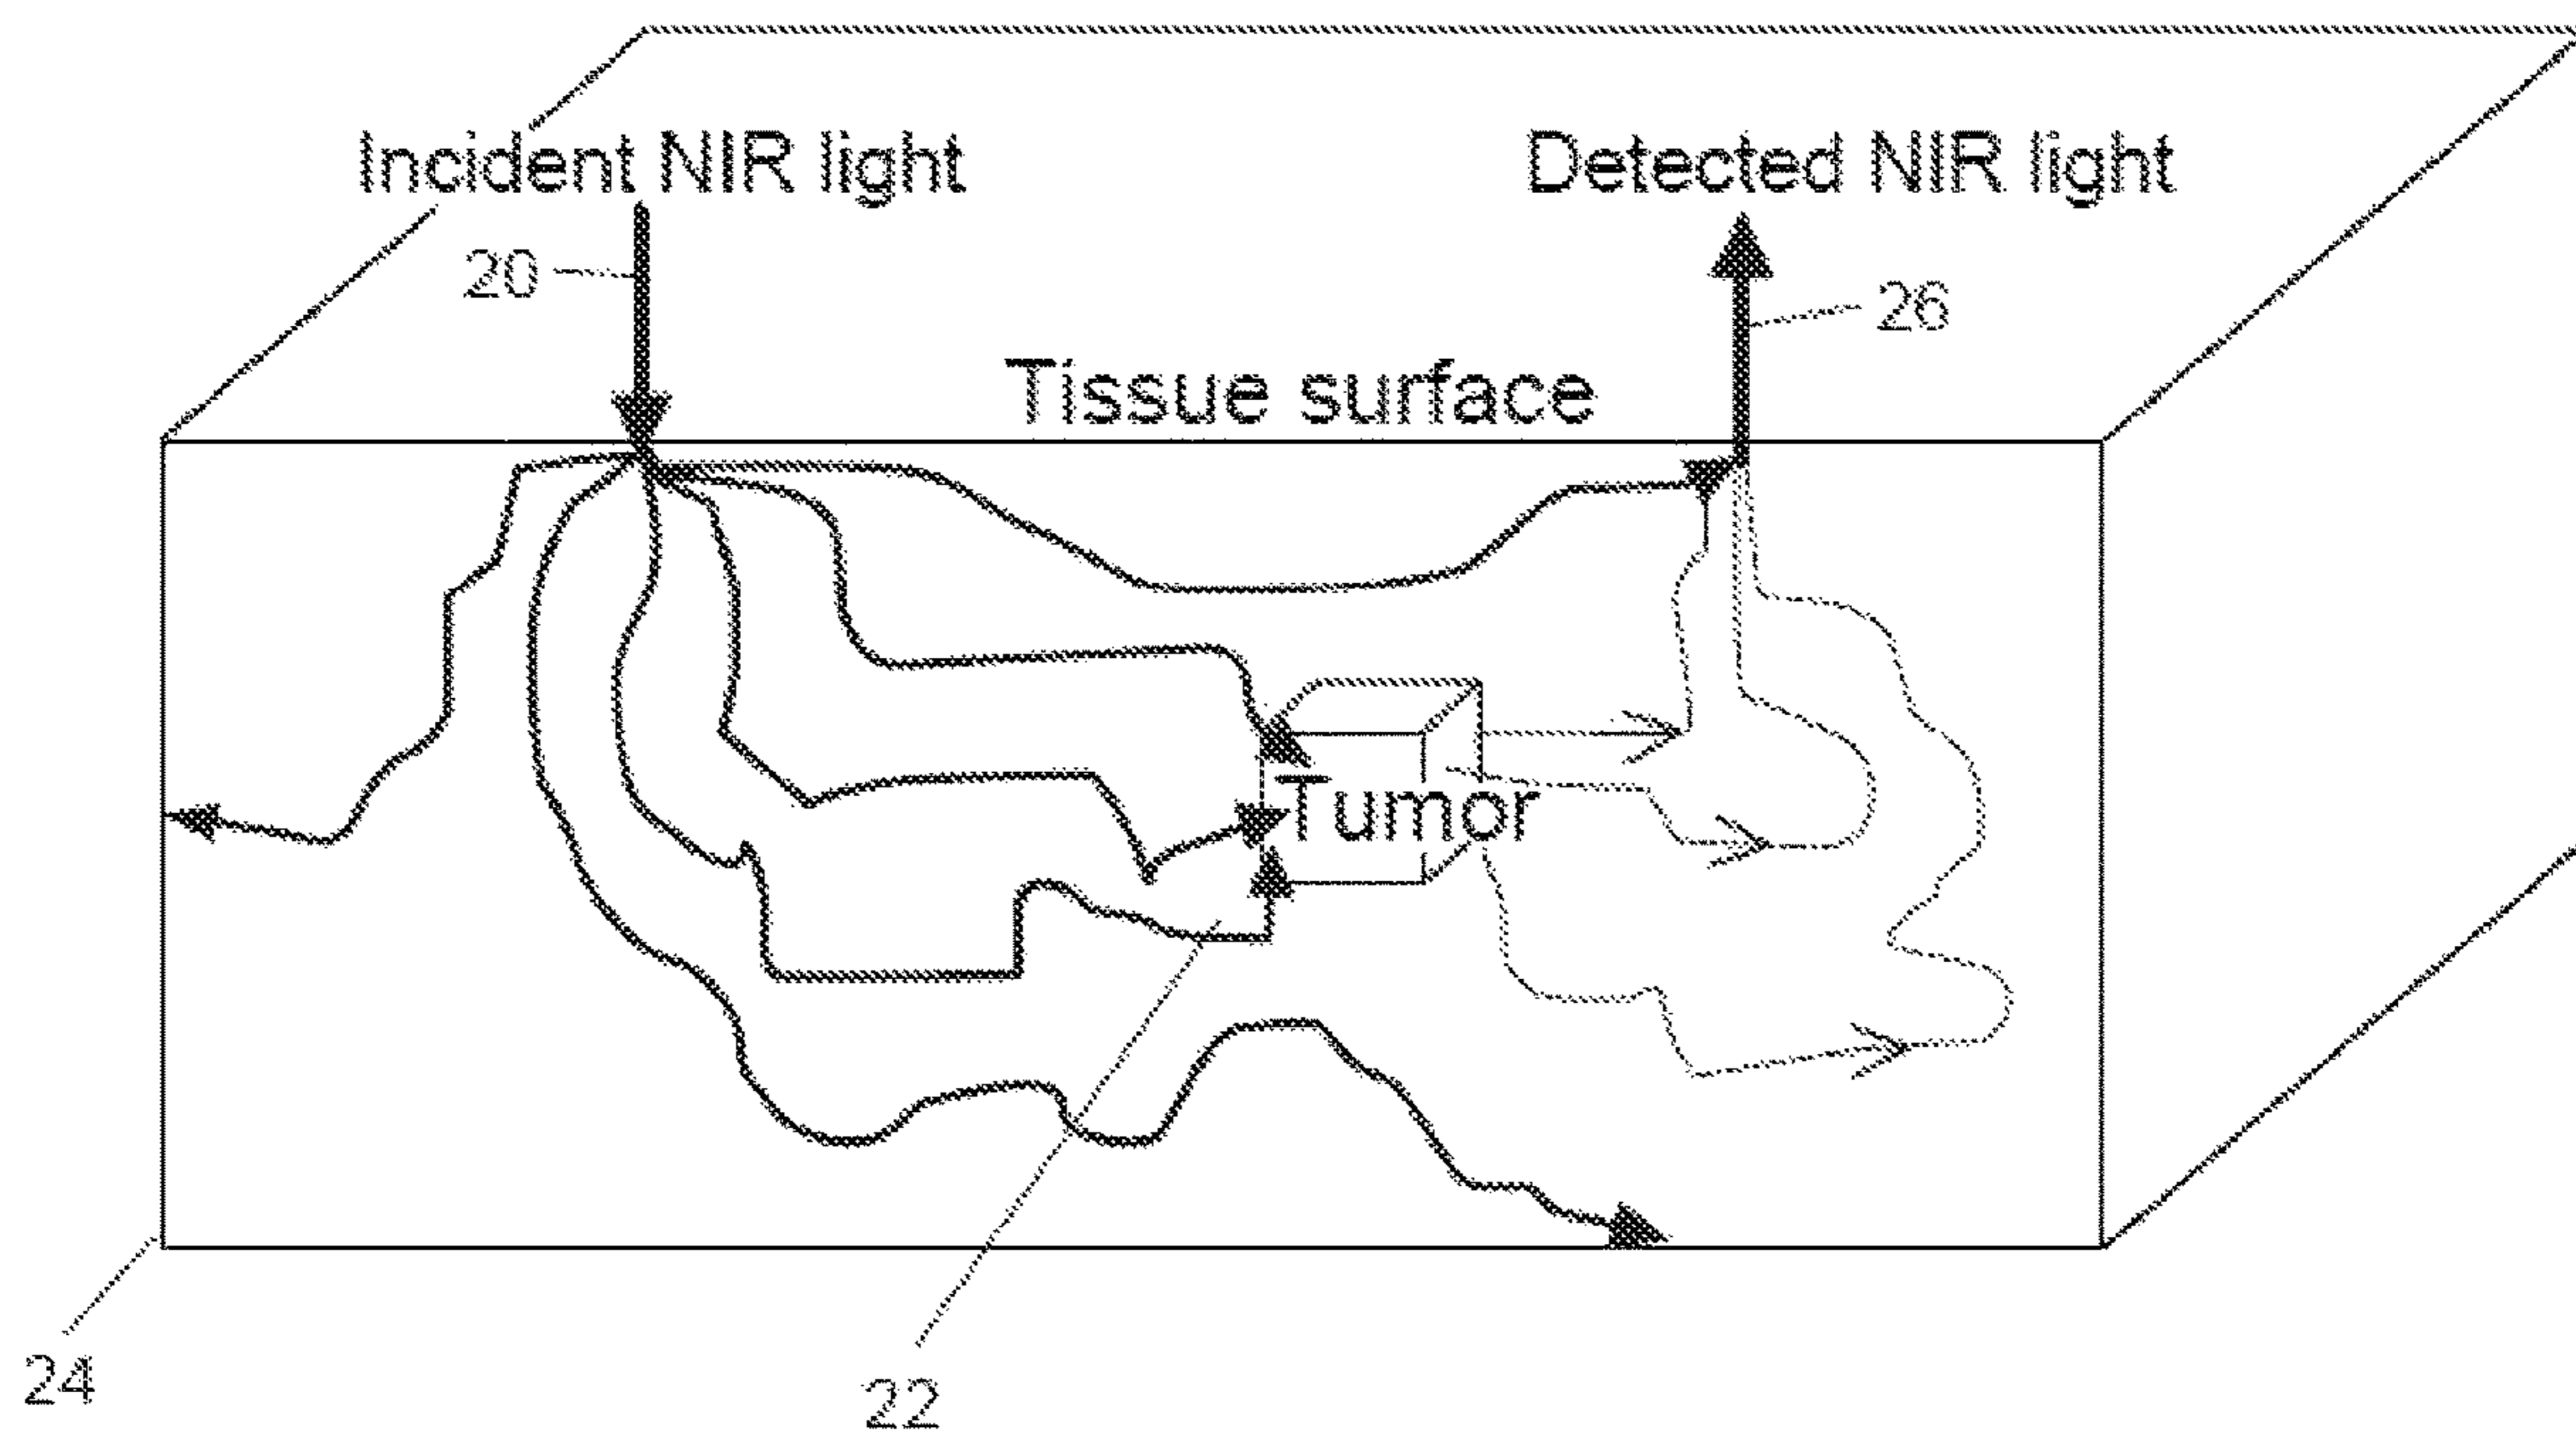 Incident NIR light
Detected NIR light
20
26
Tissue surface
Tumor
24
22